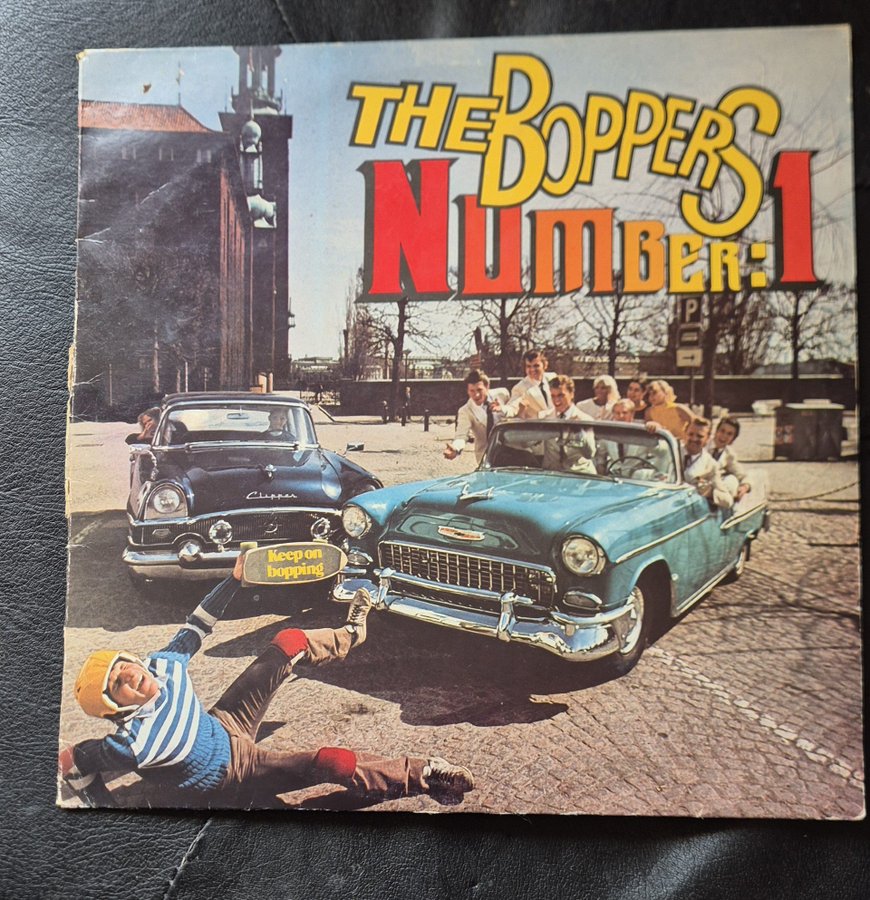 THE BOPPERS
NUMBER:1
P
Clipper
Keep on
bopping